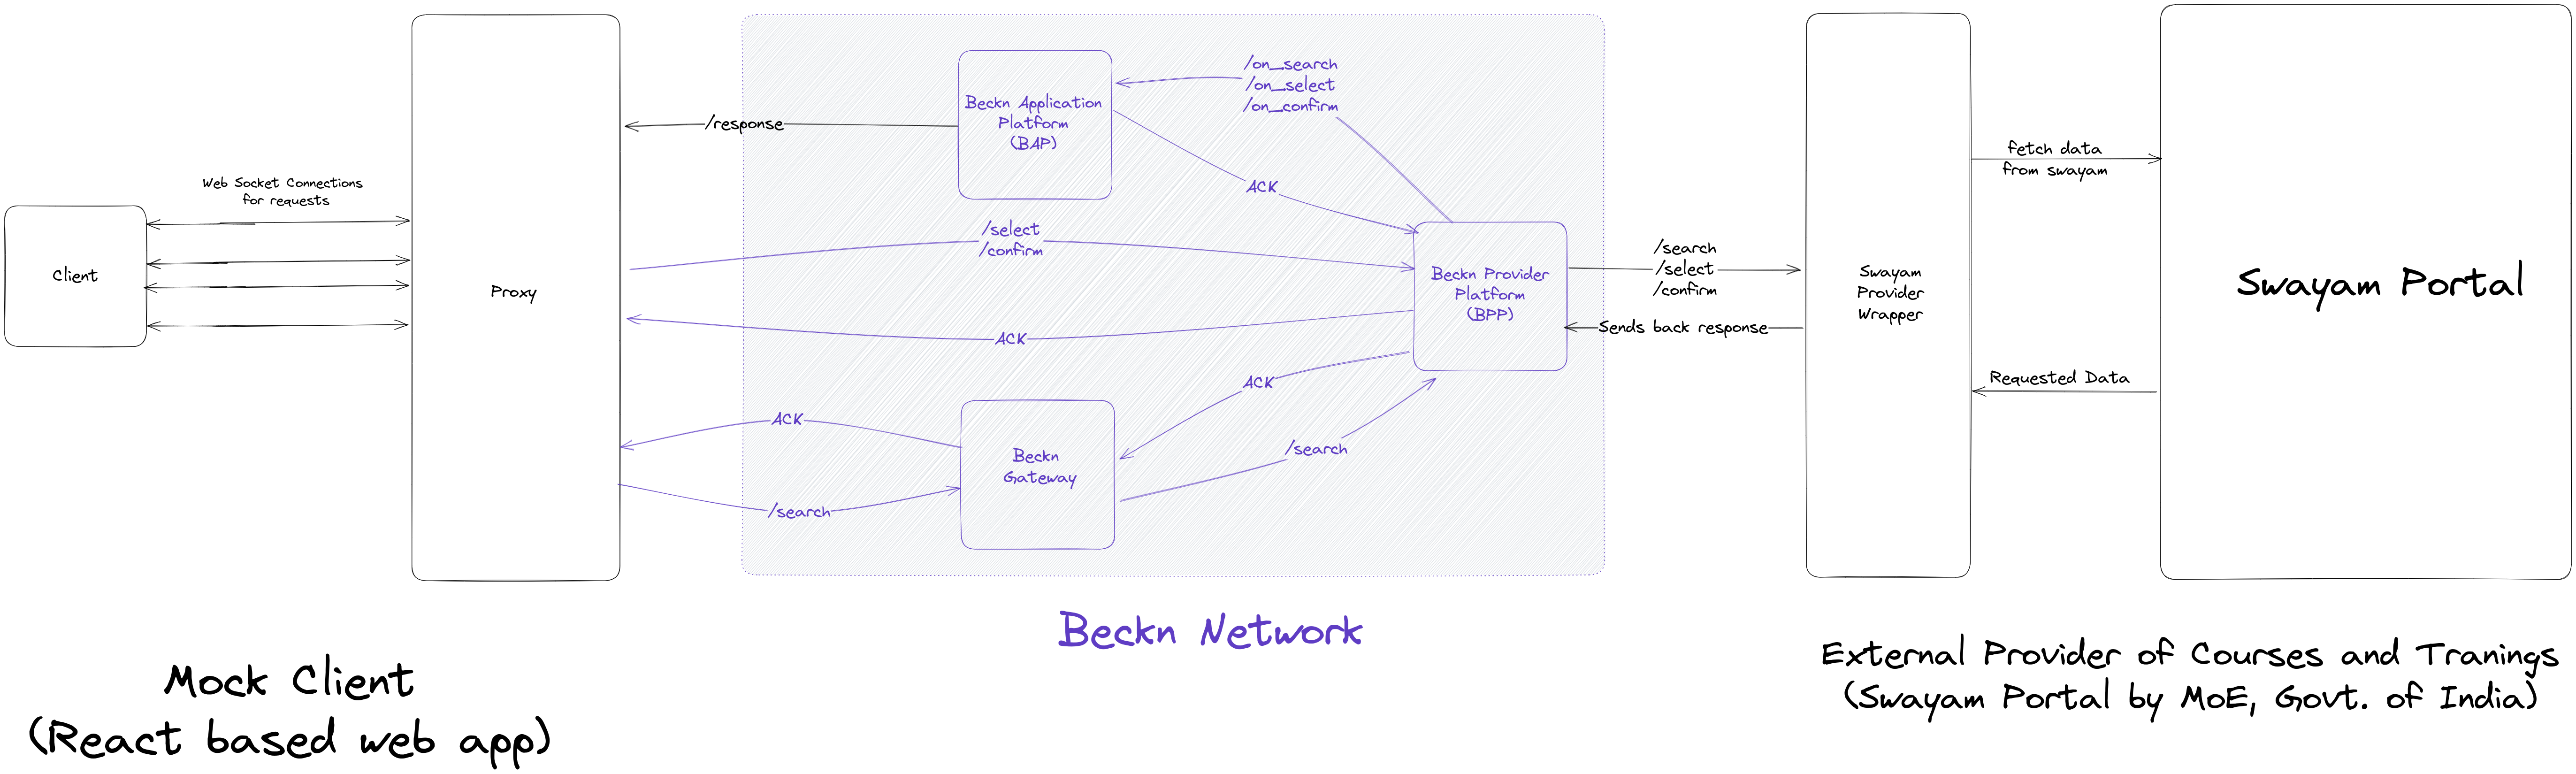 Client
Web Socket Connections
for requests
Proxy
/response
Beckn Application
Platform
(BAP)
/on_search
/on_select
/on_confirm
ACK
/select
/confirm
ACK
Beckn Provider
Platform
(BPP)
ACK
ACK
Beckn
Gateway
/search
/search
/search
/select
/confirm
Sends back response
Swayam
Provider
Wrapper
fetch data
from swayam
Requested Data
Swayam Portal
Beckn Network
Mock Client
(React based web app)
External Provider of Courses and Tranings
(Swayam Portal by MoE, Govt. of India)